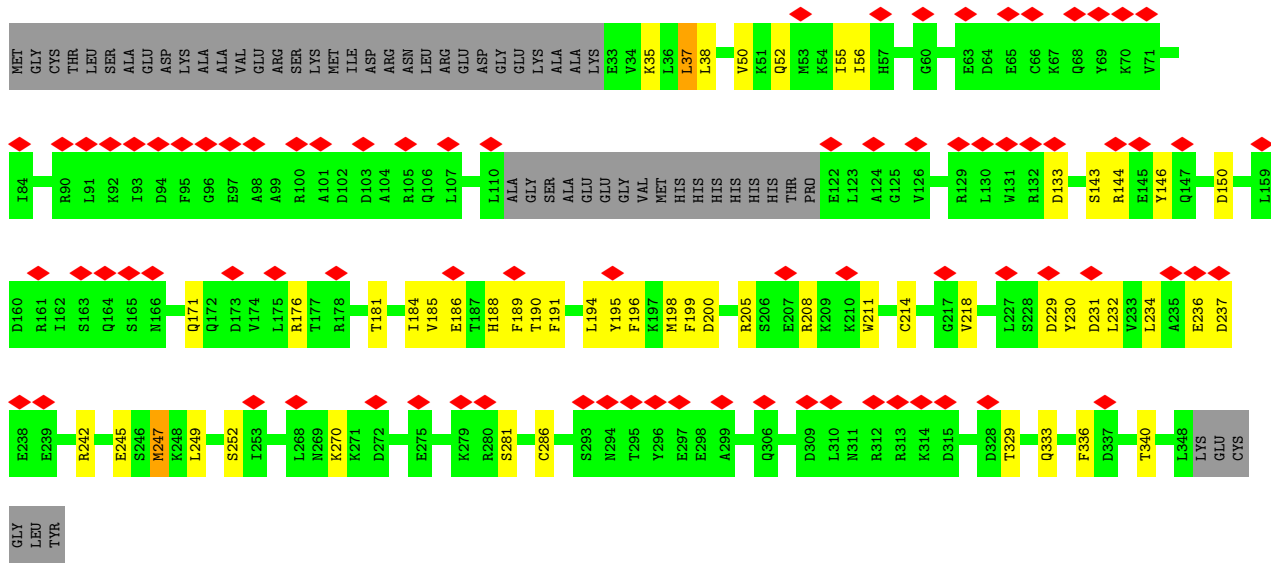 MET GLY CYS THR LEU SER ALA GLU ASP LYS ALA ALA VAL GLU ARG SER LYS MET ILE ASP ARG ASN LEU ARG GLU ASP GLY GLU LYS ALA ALA LYS E33 V34 K35 L36 L37 L38 V50 K51 Q52 M53 K54 I55 I56 H57 G60 E63 D64 E65 C66 K67 Q68 Y69 K70 V71
I84 R90 L91 K92 I93 D94 F95 G96 E97 A98 A99 R100 A101 D102 D103 A104 R105 Q106 L107 L110 ALA GLY SER ALA GLU GLU GLY VAL MET HIS HIS HIS HIS HIS HIS THR PRO E122 L123 A124 G125 V126 R129 L130 W131 R132 D133 S143 R144 E145 Y146 Q147 D150 L159
D160 R161 I162 S163 Q164 S165 N166 Q171 Q172 D173 V174 L175 R176 T177 R178 T181 I184 V185 E186 T187 H188 F189 T190 F191 L194 Y195 F196 K197 M198 F199 D200 R205 S206 E207 R208 K209 K210 W211 C214 G217 V218 L227 S228 D229 Y230 D231 L232 V233 L234 A235 E236 D237
E238 E239 R242 E245 S246 M247 K248 L249 S252 I253 L268 N269 K270 K271 D272 E275 K279 R280 S281 C286 S293 N294 T295 Y296 E297 E298 A299 Q306 D309 L310 N311 R312 R313 K314 D315 D328 T329 Q333 F336 D337 T340 L348 LYS GLU CYS
GLY LEU TYR